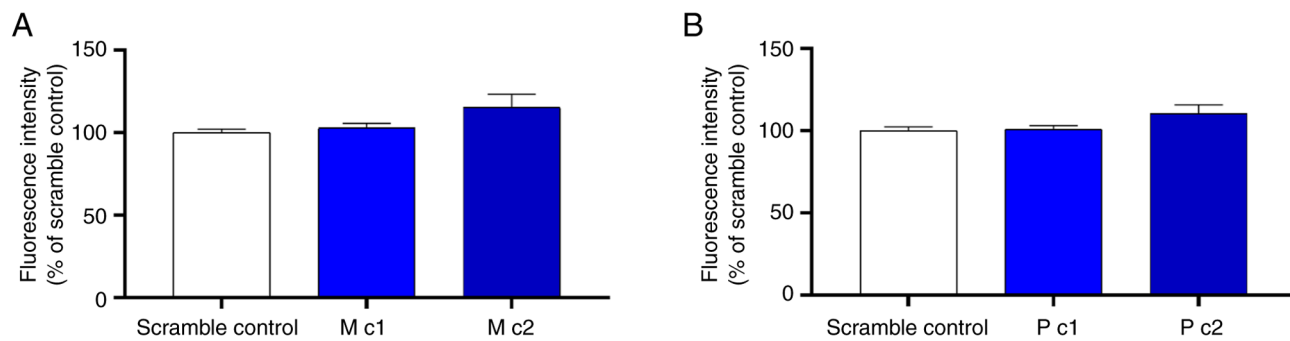 A
Fluorescence intensity
(% of scramble control)
150
100
50
0
Scramble control
M c1
M c2
B
Fluorescence intensity
(% of scramble control)
150
100
50
0
Scramble control
P c1
P c2